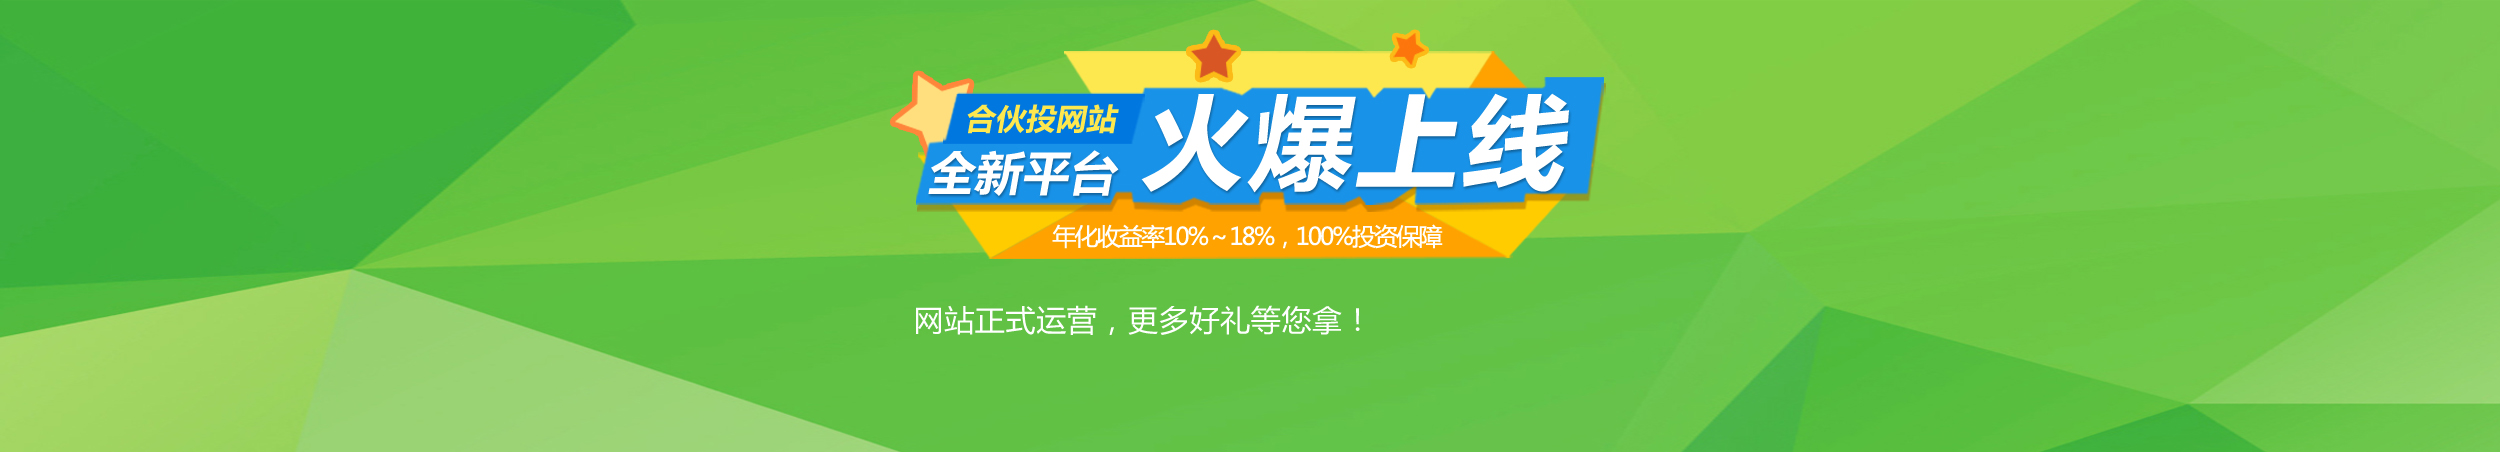 合伙投网站
全新平台
火爆上线
年化收益率10%~18%，100%投资保障
网站正式运营，更多好礼等您拿！